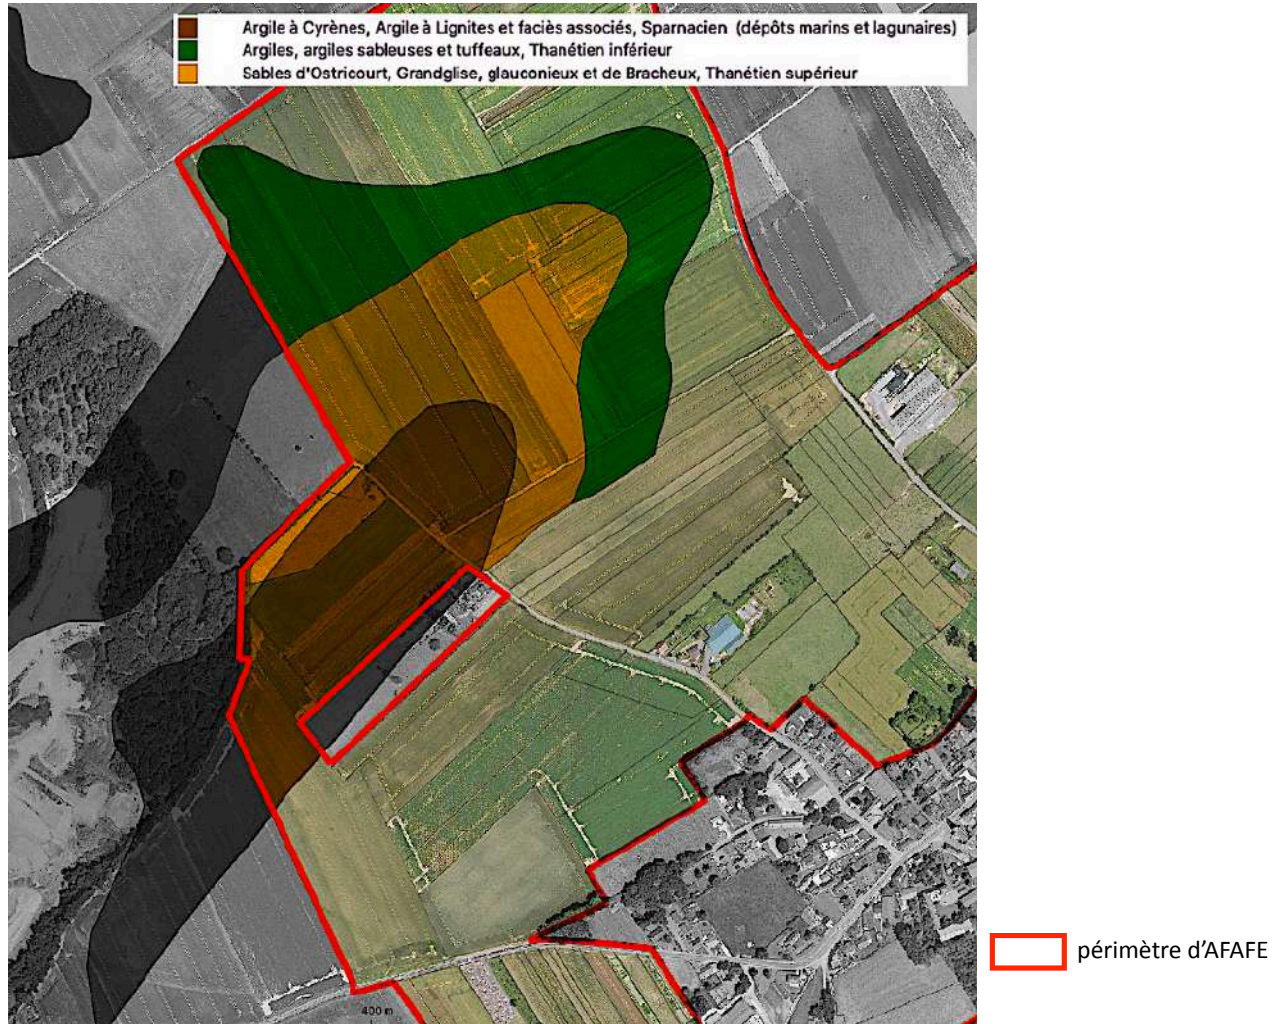 Argile à Cyrènes, Argile à Lignites et faciès associés, Sparnacien (dépôts marins et lagunaires)
Argiles, argiles sableuses et tuffeaux, Thanétien inférieur
Sables d'Ostricourt, Grandglise, glauconieux et de Bracheux, Thanétien supérieur
périmètre d'AFAFE
400 m